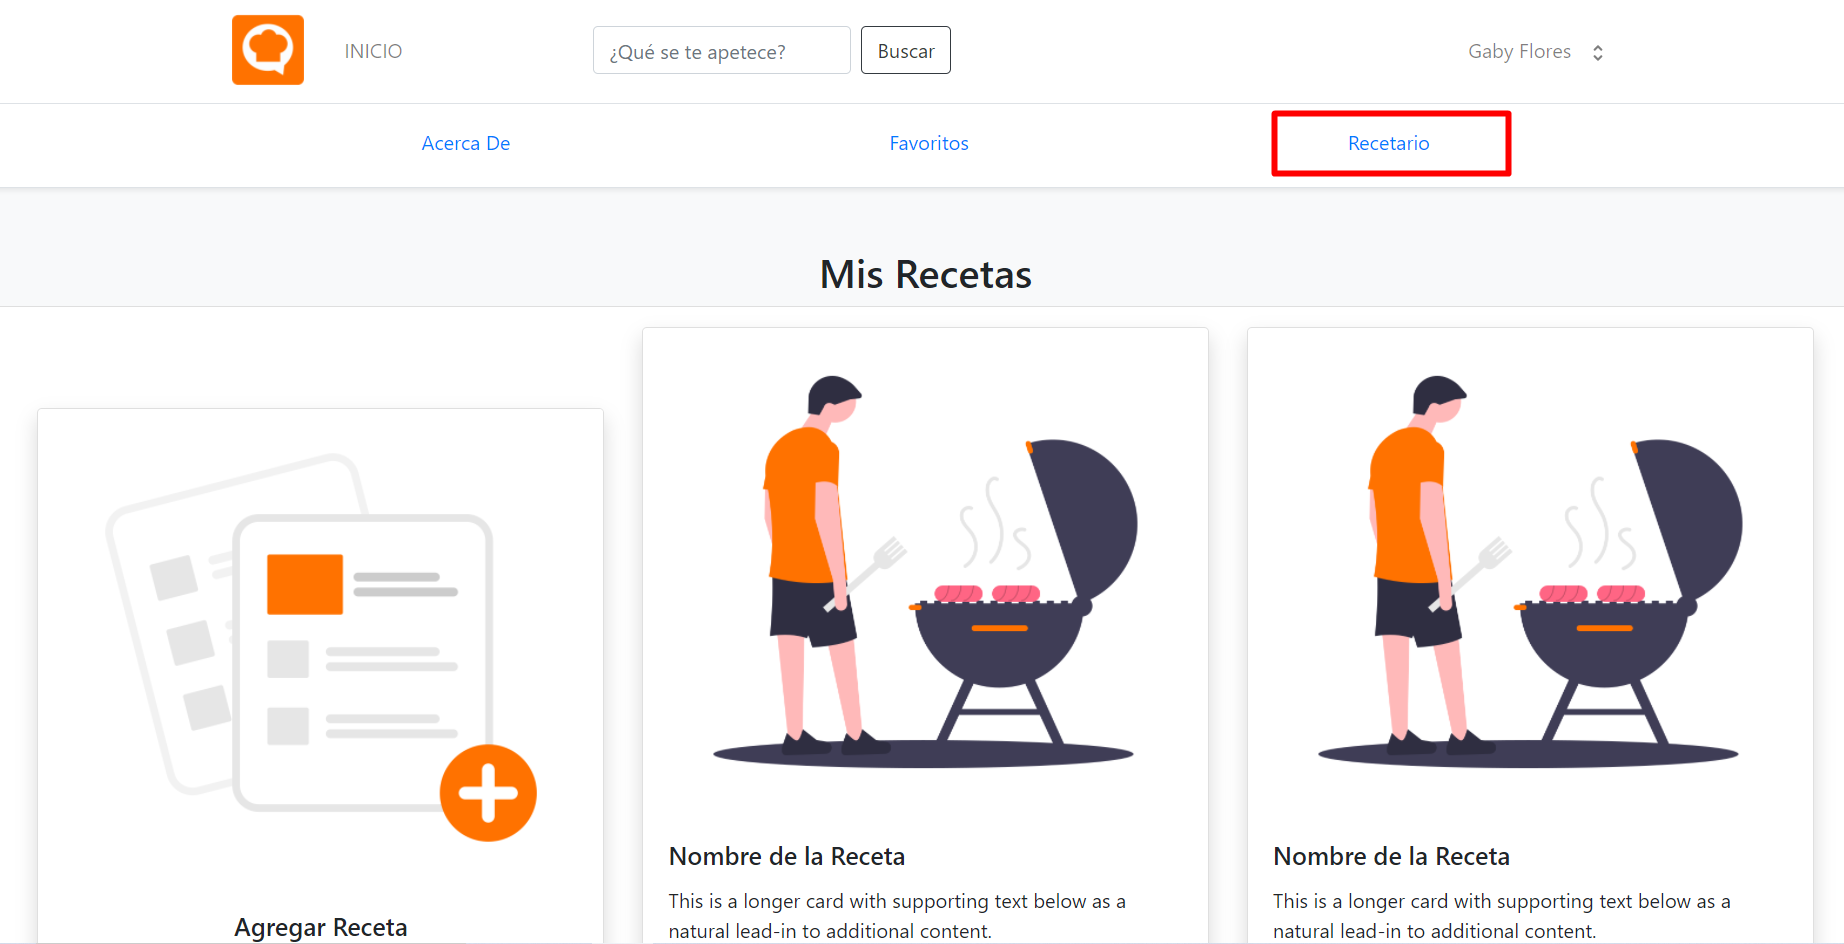 INICIO
¿Qué se te apetece?
Buscar
Gaby Flores
Acerca De
Favoritos
Recetario
Mis Recetas
Agregar Receta
Nombre de la Receta
This is a longer card with supporting text below as a
natural lead-in to additional content.
Nombre de la Receta
This is a longer card with supporting text below as a
natural lead-in to additional content.